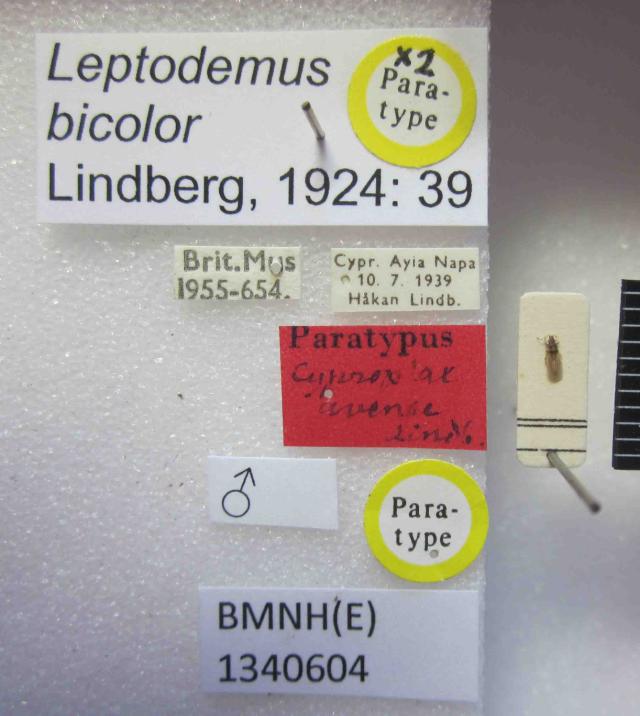 Leptodemus
bicolor
Lindberg, 1924: 39
x2
Para-
type
Brit.Mus
1955-654.
Cypr. Ayia Napa
10. 7. 1939
Håkan Lindb.
Paratypus
Lindb.
♂
Para-
type
BMNH(E)
1340604